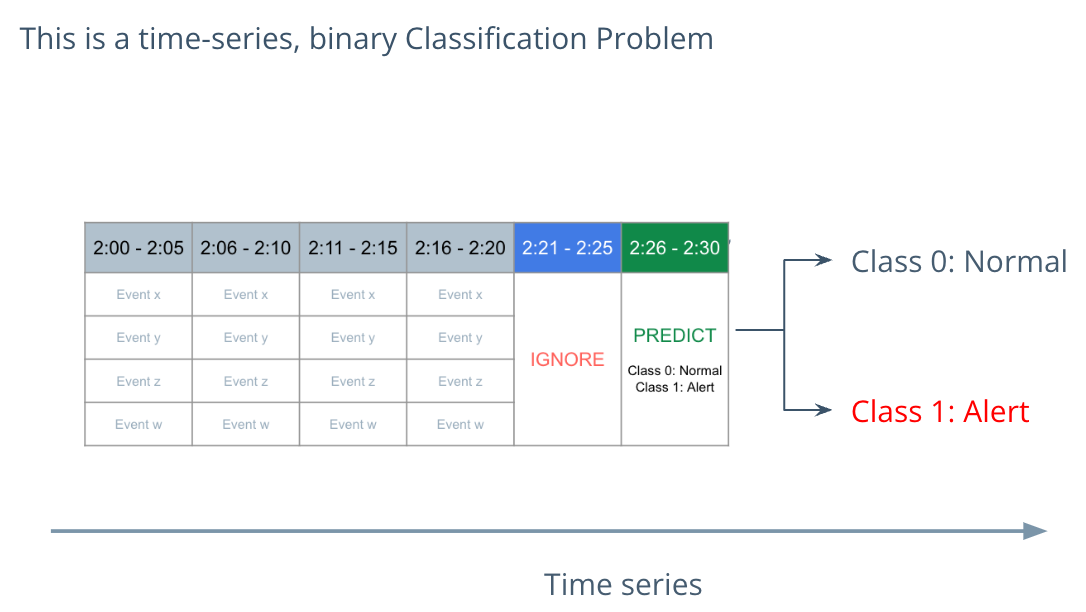 This is a time-series, binary Classification Problem
2:00 - 2:05 2:06 - 2:10 2:11 - 2:15 2:16 - 2:20 2:21 - 2:25 2:26 - 2:30
Event x Event x Event x Event x
Event y Event y Event y Event y
Event z Event z Event z Event z
Event w Event w Event w Event w
IGNORE
PREDICT
Class 0: Normal
Class 1: Alert
Class 0: Normal
Class 1: Alert
Time series